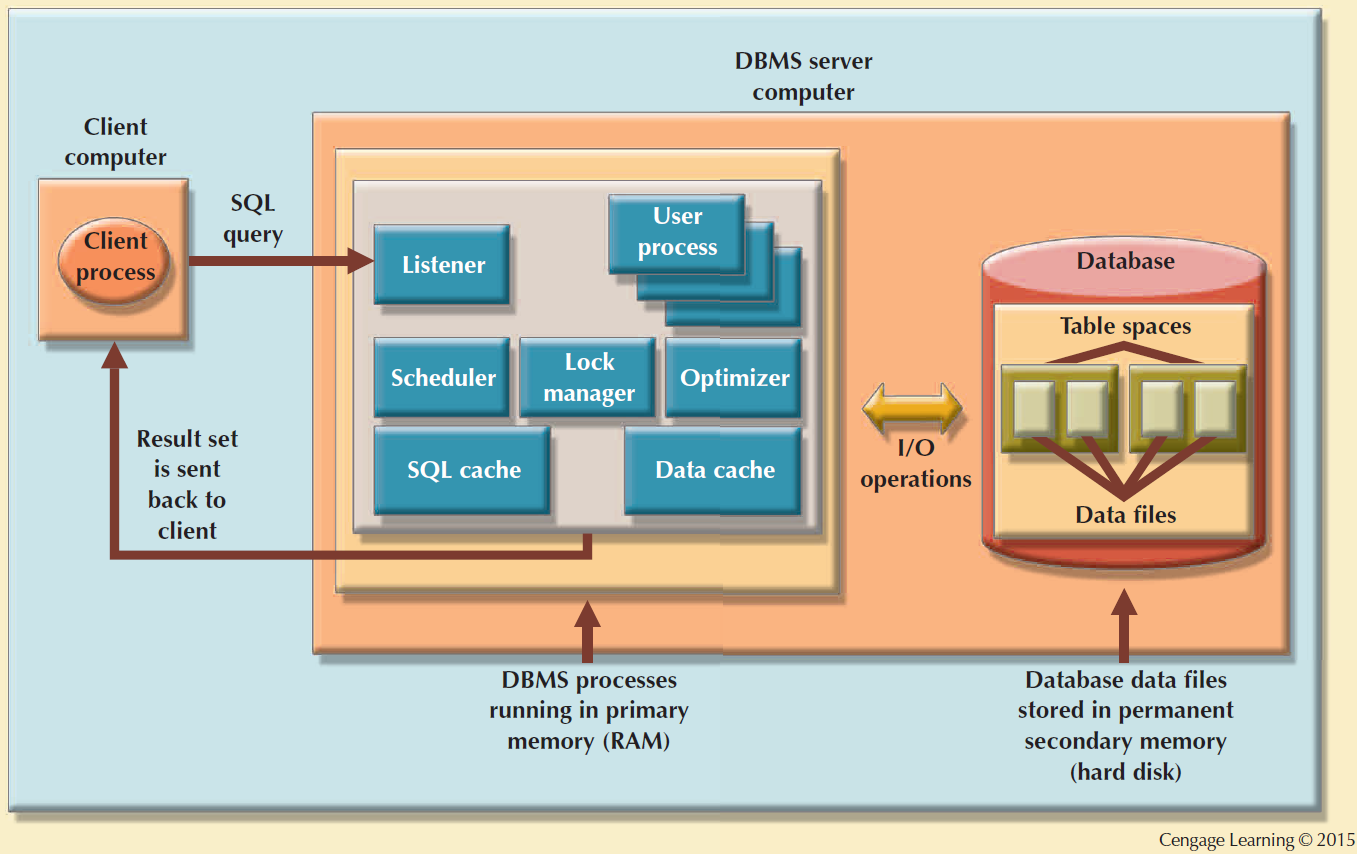 DBMS server
computer
Client
computer
Client
process
SQL
query
Listener
User
process
Scheduler
Lock
manager
Optimizer
SQL cache
Data cache
Result set
is sent
back to
client
I/O
operations
Database
Table spaces
Data files
DBMS processes
running in primary
memory (RAM)
Database data files
stored in permanent
secondary memory
(hard disk)
Cengage Learning © 2015